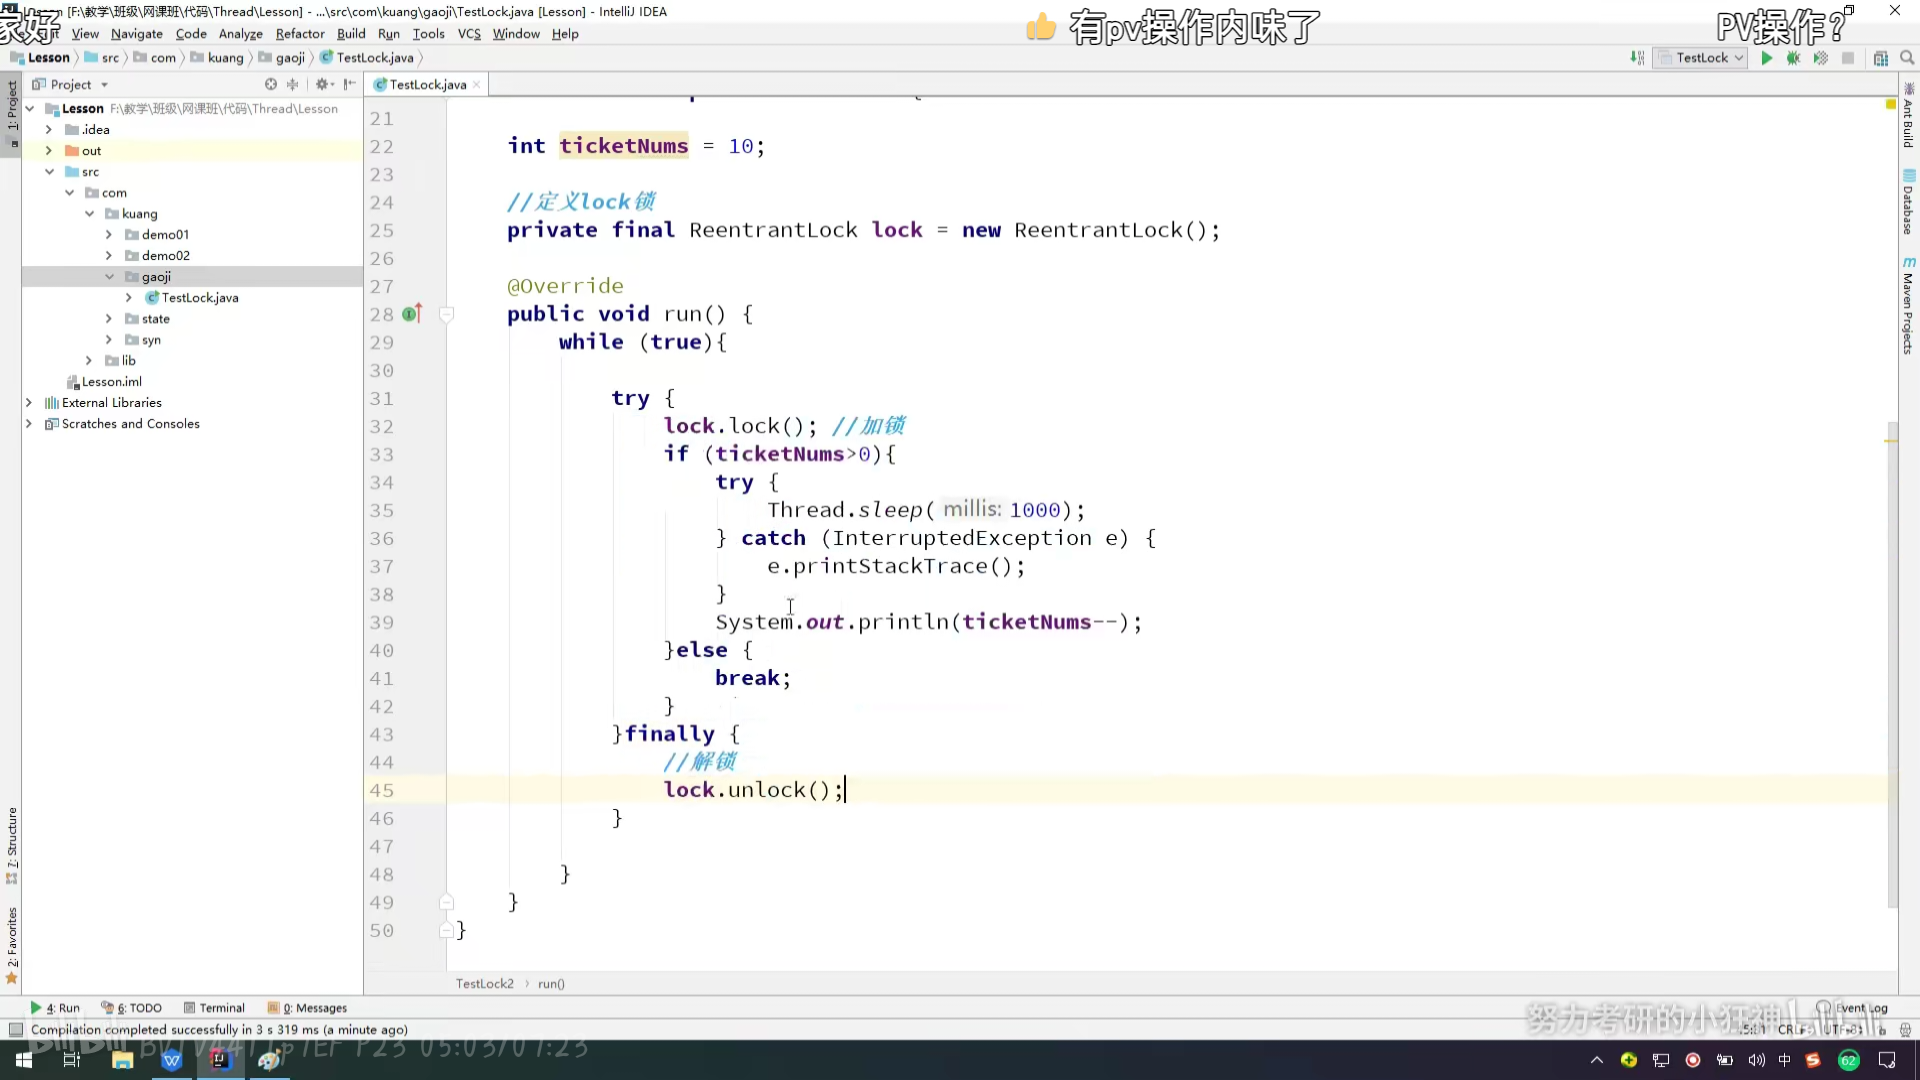 Lesson [F:\教学\班级\网课班\代码\Thread\Lesson] - ...\src\com\kuang\gaoji\TestLock.java [Lesson] - IntelliJ IDEA
家好
有pv操作内味了
PV操作?
View Navigate Code Analyze Refactor Build Run Tools VCS Window Help
Lesson src com kuang gaoji TestLock.java
TestLock
Project
TestLock.java
1: Project
Lesson F:\教学\班级\网课班\代码\Thread\Lesson
.idea
out
src
com
kuang
demo01
demo02
gaoji
TestLock.java
state
syn
lib
Lesson.iml
External Libraries
Scratches and Consoles
7: Structure
2: Favorites
21
22 int ticketNums = 10;
23
24 //定义lock锁
25 private final ReentrantLock lock = new ReentrantLock();
26
27 @Override
28 public void run() {
29 while (true){
30
31 try {
32 lock.lock(); //加锁
33 if (ticketNums>0){
34 try {
35 Thread.sleep( millis: 1000);
36 } catch (InterruptedException e) {
37 e.printStackTrace();
38 }
39 System.out.println(ticketNums--);
40 }else {
41 break;
42 }
43 }finally {
44 //解锁
45 lock.unlock();
46 }
47
48 }
49 }
50 }
TestLock2 run()
Ant Build
Database
Maven Projects
4: Run 6: TODO Terminal 0: Messages
Event Log
努力考研的小狂神
bilibili
Compilation completed successfully in 3 s 319 ms (a minute ago)
P23 05:03/07:23
中
62